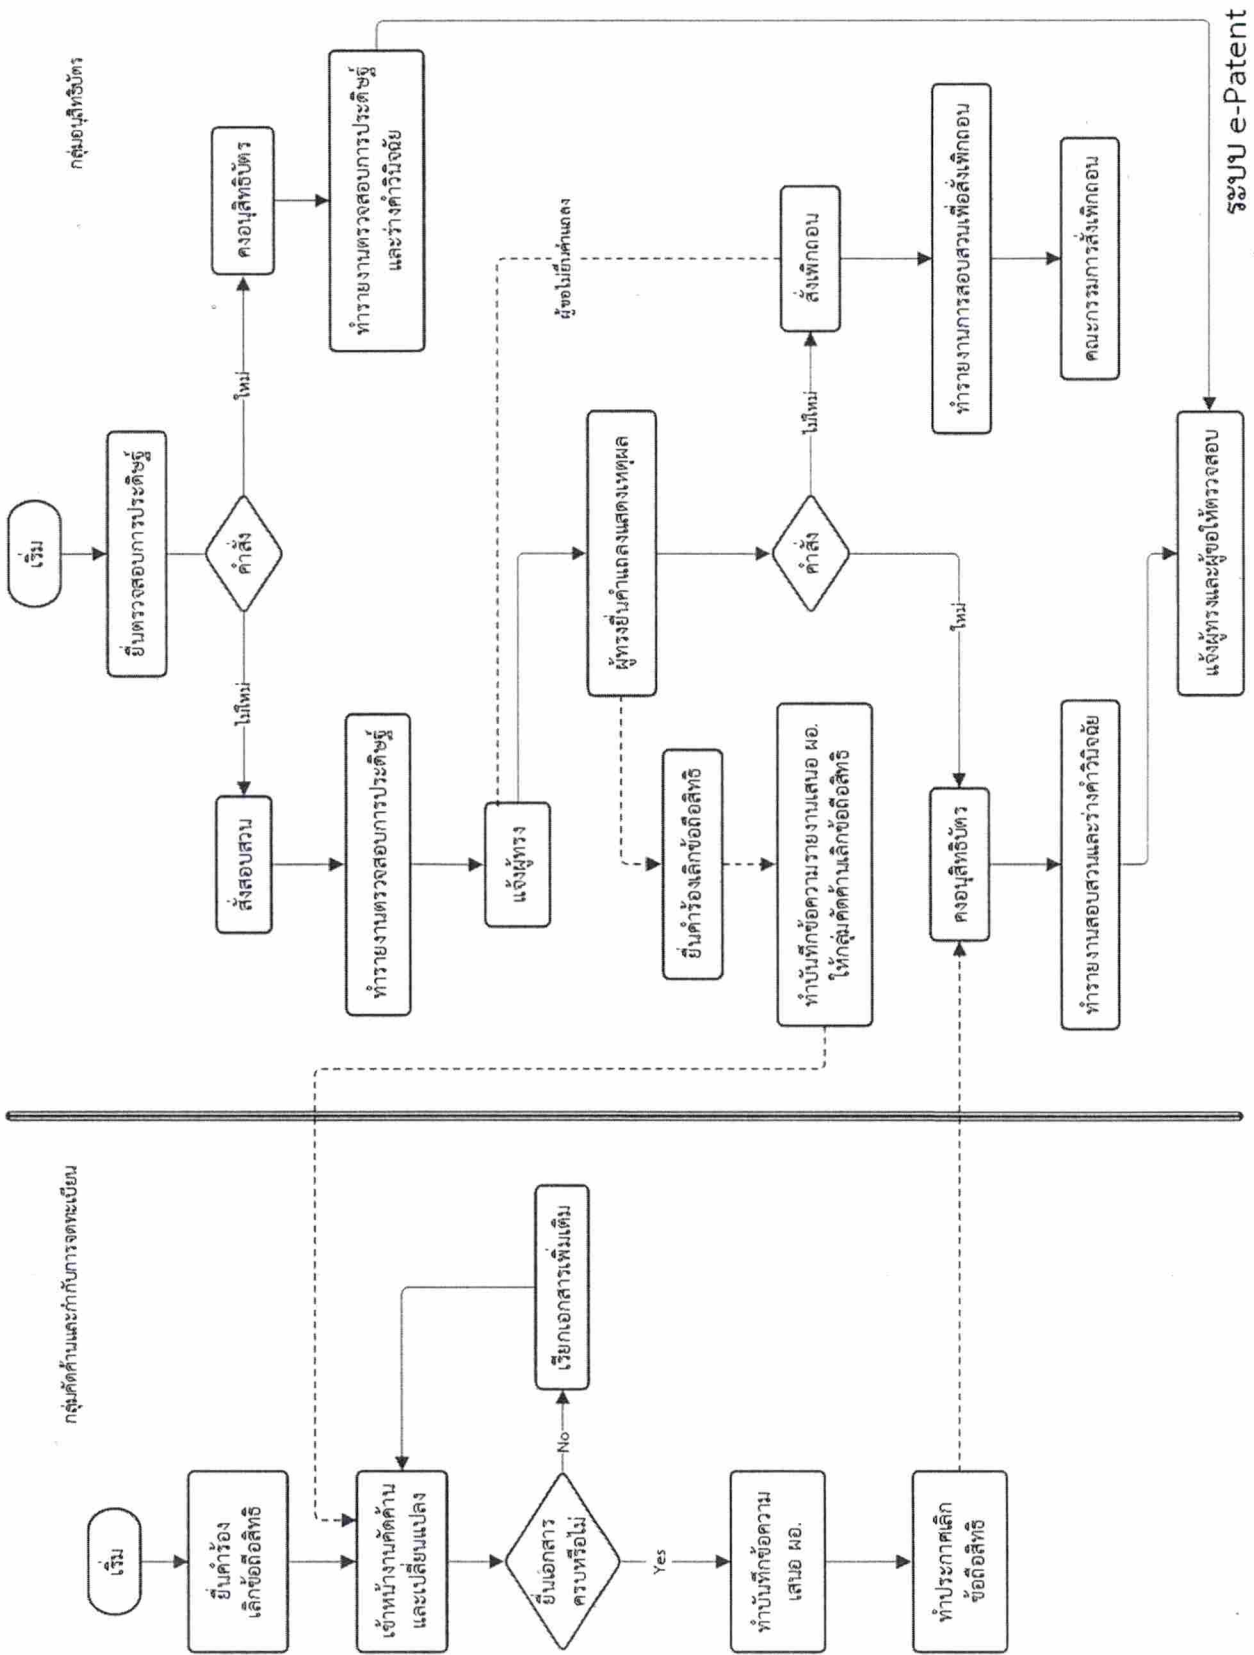 กลุ่มคัดค้านและกำกับการจดทะเบียน
เริ่ม
ยื่นคำร้อง
เลิกข้อถือสิทธิ
เข้าหน้างานคัดค้าน
และเปลี่ยนแปลง
ยื่นเอกสาร
ครบหรือไม่
No
เรียกเอกสารเพิ่มเติม
Yes
ทำบันทึกข้อความ
เสนอ ผอ.
ทำประกาศเลิก
ข้อถือสิทธิ
กลุ่มอนุสิทธิบัตร
เริ่ม
ยื่นตรวจสอบการประดิษฐ์
คำสั่ง
ไม่ใหม่
ใหม่
สั่งสอบสวน
คงอนุสิทธิบัตร
ทำรายงานตรวจสอบการประดิษฐ์
ทำรายงานตรวจสอบการประดิษฐ์
และร่างคำวินิจฉัย
แจ้งผู้ทรง
ผู้ขอไม่ยื่นคำแถลง
ผู้ทรงยื่นคำแถลงแสดงเหตุผล
ยื่นคำร้องเลิกข้อถือสิทธิ
ทำบันทึกข้อความรายงานเสนอ ผอ.
ให้กลุ่มคัดค้านเลิกข้อถือสิทธิ
คำสั่ง
ไม่ใหม่
สั่งเพิกถอน
ใหม่
คงอนุสิทธิบัตร
ทำรายงานการสอบสวนเพื่อสั่งเพิกถอน
ทำรายงานสอบสวนและร่างคำวินิจฉัย
คณะกรรมการสั่งเพิกถอน
แจ้งผู้ทรงและผู้ขอให้ตรวจสอบ
ระบบ e-Patent